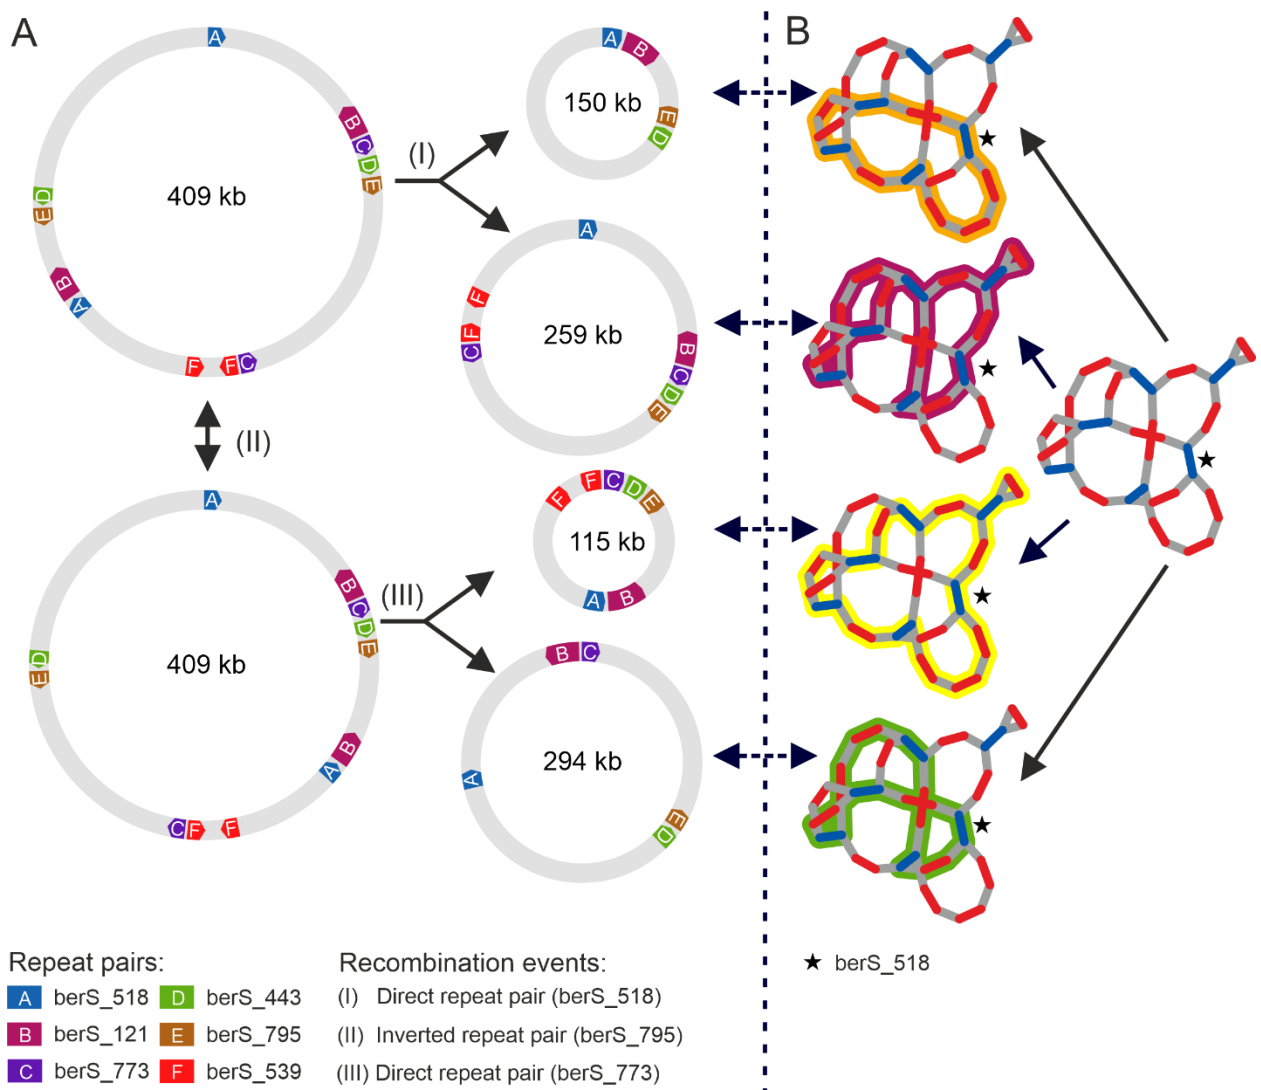 A
B
A
B
C
D
E
D
E
B
A
F
F
C
409 kb
(I)
A
B
E
D
150 kb
A
F
F
C
B
C
D
E
259 kb
(II)
A
B
C
D
E
D
E
B
A
C
F
F
409 kb
(III)
F
F
C
D
E
A
B
115 kb
B
C
A
E
D
294 kb
Repeat pairs:
A berS_518 D berS_443
B berS_121 E berS_795
C berS_773 F berS_539
Recombination events:
(I) Direct repeat pair (berS_518)
(II) Inverted repeat pair (berS_795)
(III) Direct repeat pair (berS_773)
★ berS_518